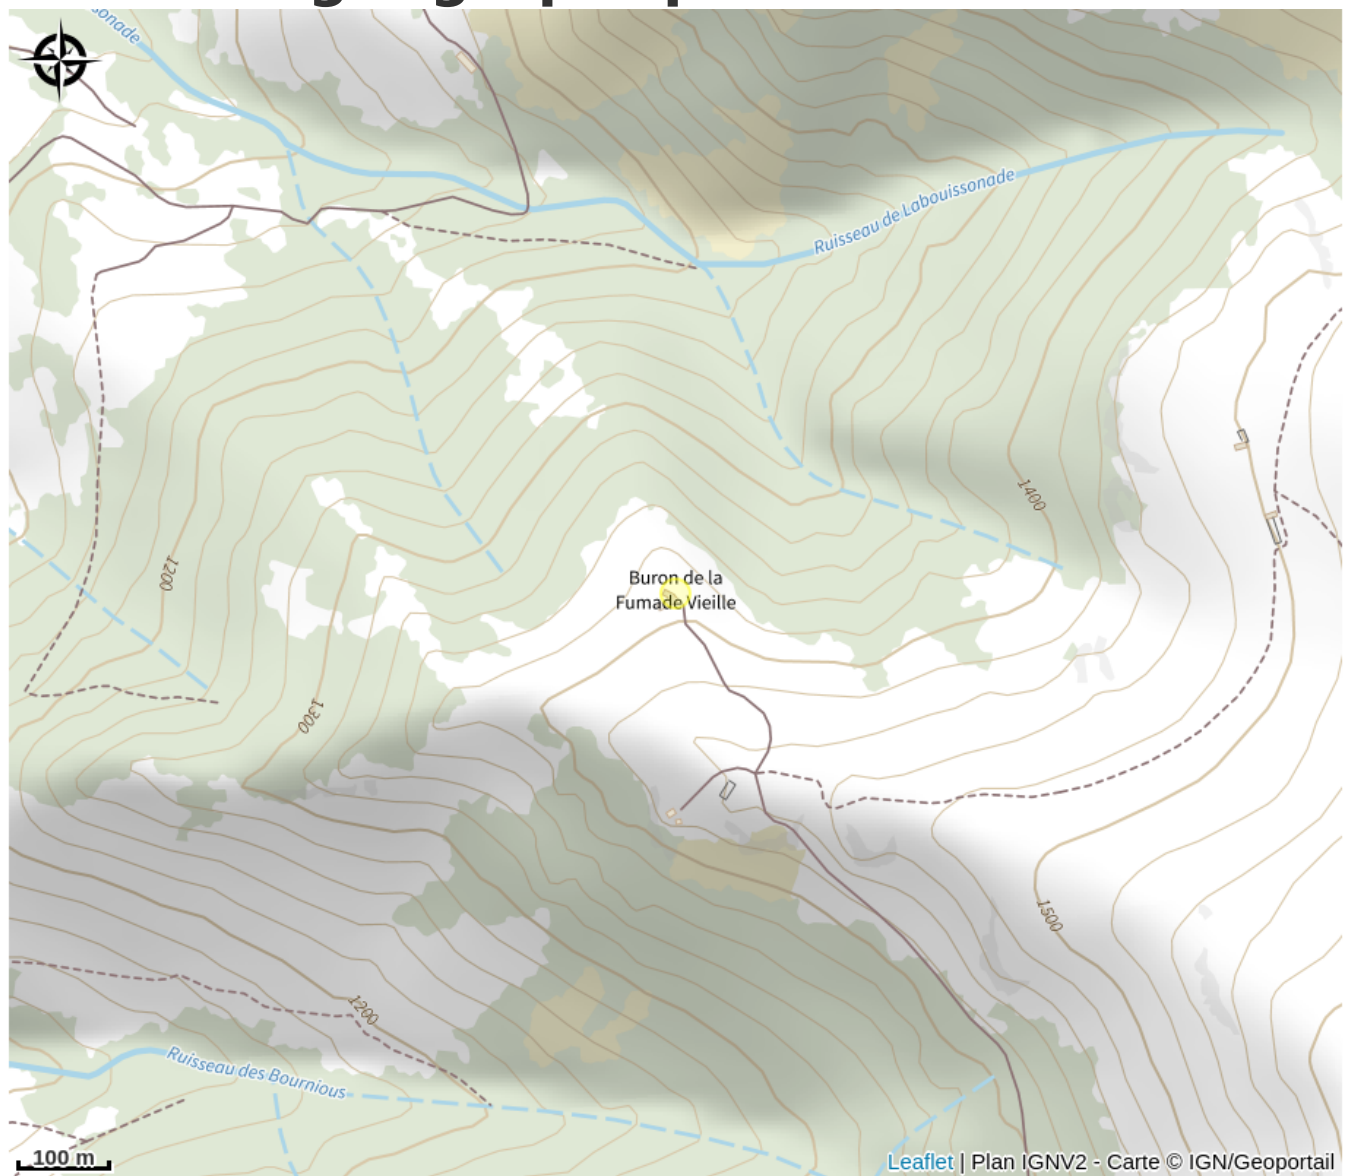 sonade
Ruisseau de Labouissonade
1400
Buron de la
Fumade Vieille
1200
1300
1500
1200
Ruisseau des Bournious
100 m
Leaflet | Plan IGNV2 - Carte © IGN/Geoportail